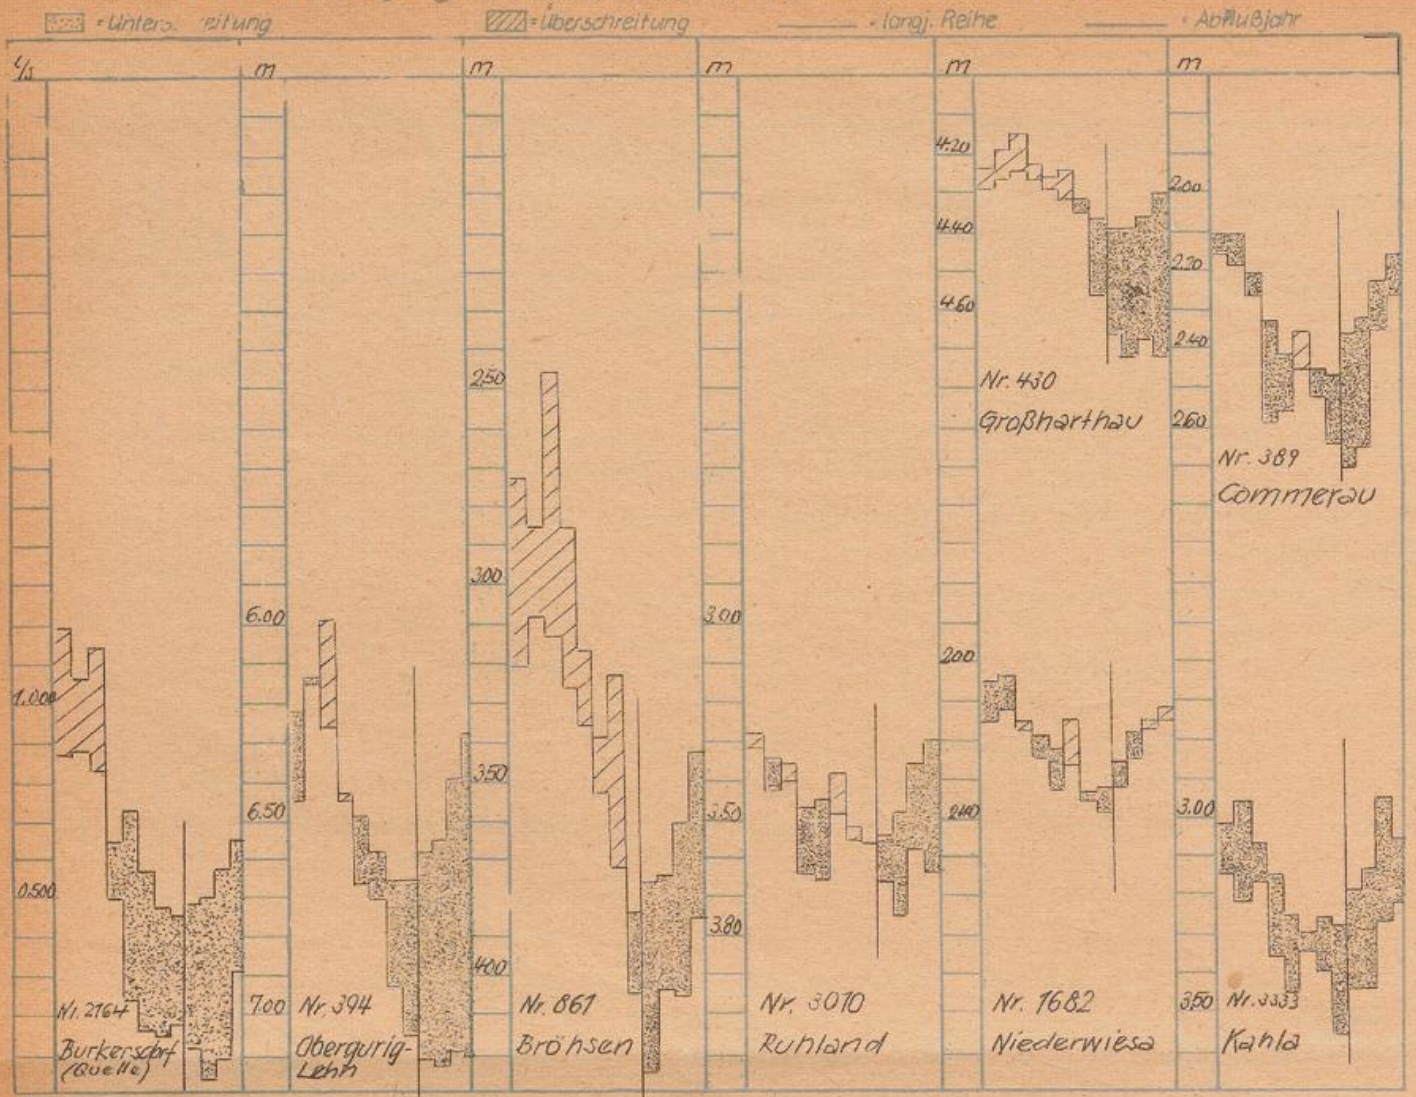 = Überschreitung
= langj. Reihe
= Abflußjahr
l/s
m
m
m
m
m
4.20
2.00
4.40
2.20
4.60
2.40
2.50
Nr. 430
Großharthau
2.60
Nr. 389
Commerau
3.00
6.00
3.00
2.00
1.000
3.50
6.50
3.50
2.40
3.00
0.500
3.80
4.00
7.00
3.50
Nr. 2164
Burkersdorf
(Quelle)
Nr. 394
Obergurig-
Lehn
Nr. 861
Bröhsen
Nr. 3010
Ruhland
Nr. 1682
Niederwiesa
Nr. 3333
Kahla